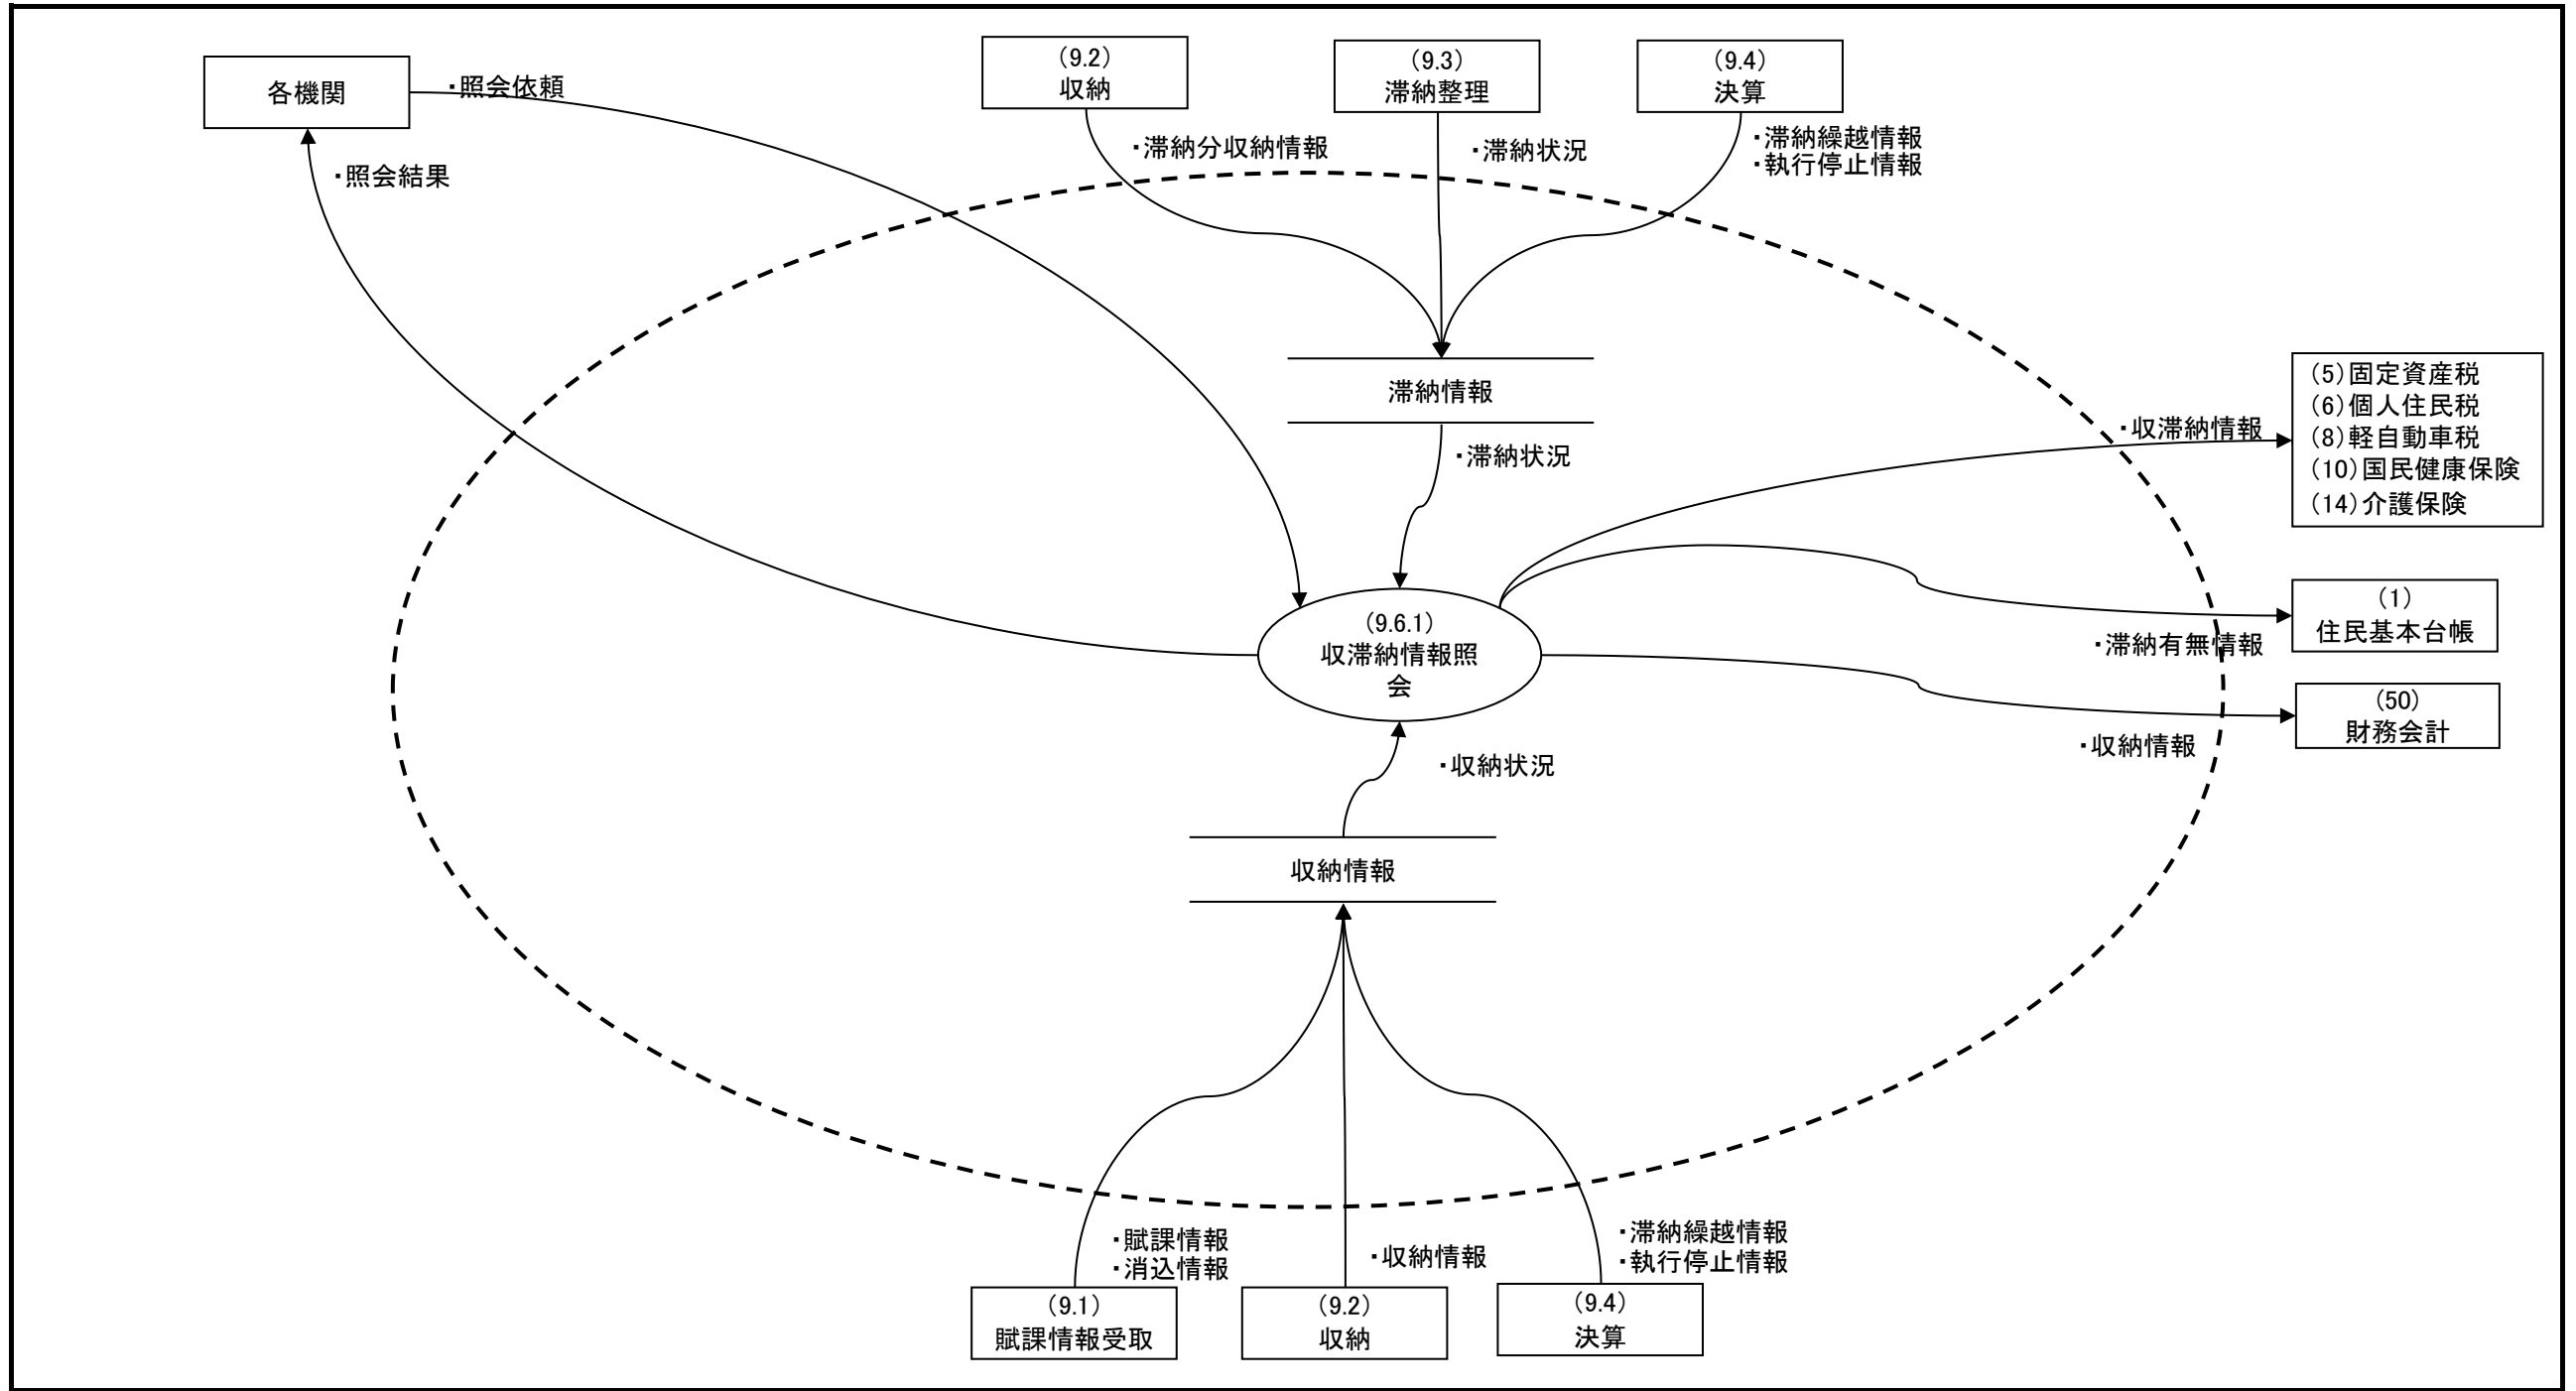 各機関
・照会依頼
・照会結果
(9.2)
収納
(9.3)
滞納整理
(9.4)
決算
・滞納分収納情報
・滞納状況
・滞納繰越情報
・執行停止情報
滞納情報
・滞納状況
・収滞納情報
(5)固定資産税
(6)個人住民税
(8)軽自動車税
(10)国民健康保険
(14)介護保険
(9.6.1)
収滞納情報照
会
(1)
住民基本台帳
・滞納有無情報
(50)
財務会計
・収納情報
・収納状況
収納情報
・賦課情報
・消込情報
・収納情報
・滞納繰越情報
・執行停止情報
(9.1)
賦課情報受取
(9.2)
収納
(9.4)
決算